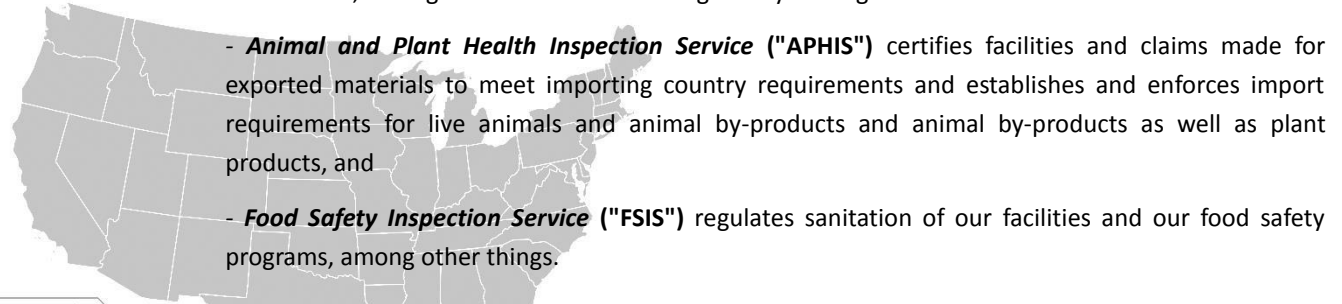 - Animal and Plant Health Inspection Service ("APHIS") certifies facilities and claims made for
exported materials to meet importing country requirements and establishes and enforces import
requirements for live animals and animal by-products and animal by-products as well as plant
products, and
- Food Safety Inspection Service ("FSIS") regulates sanitation of our facilities and our food safety
programs, among other things.